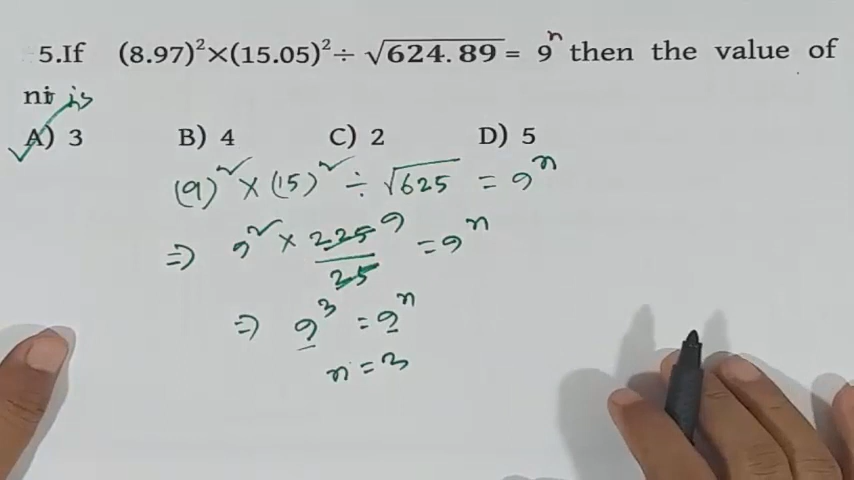 5.If (8.97)²×(15.05)²÷ √624.89 = 9ⁿ then the value of
nir is
A) 3 B) 4 C) 2 D) 5
(9)² × (15)² ÷ √625 = 9ⁿ
⇒ 9² × 225/25 9 = 9ⁿ
⇒ 9³ = 9ⁿ
n = 3